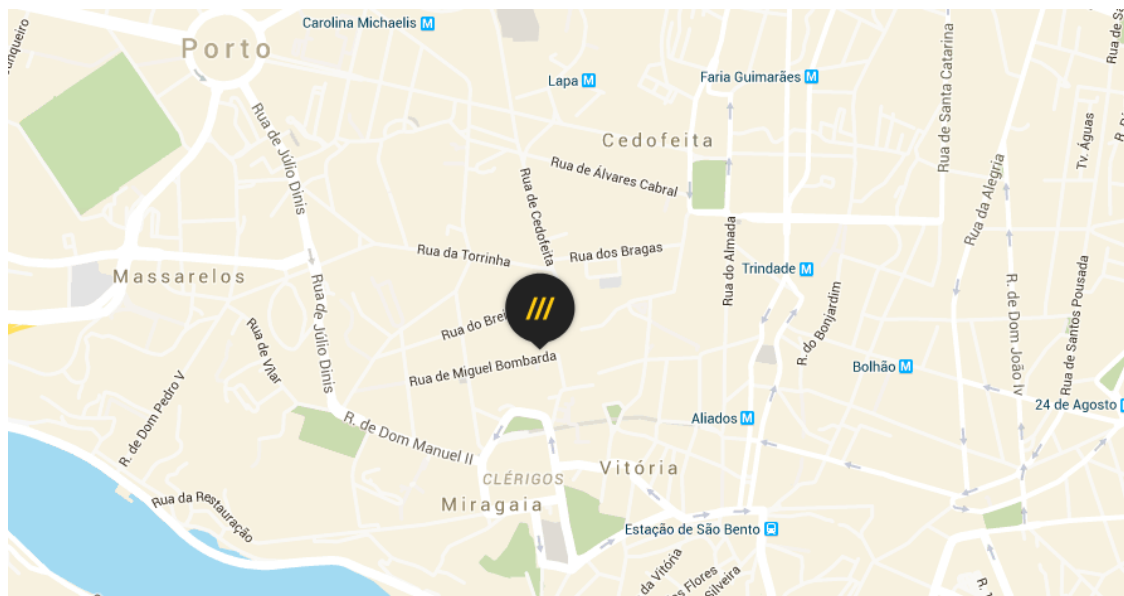 Carolina Michaelis M
Porto
Lapa M
Faria Guimarães M
Rua de Santa Catarina
Rua de Júlio Dinis
Cedofeita
Tv. Águas
Rua de Álvares Cabral
Rua de Cedofeita
Rua da Alegria
Rua da Torrinha
Rua dos Bragas
Rua do Almada
Trindade M
Massarelos
Rua de Júlio Dinis
R. do Bonjardim
R. de Dom João Iv
Rua de Santos Pousada
Rua de Vilar
Rua de Miguel Bombarda
Bolhão M
R. de Dom Pedro V
Aliados M
24 de Agosto
R. de Dom Manuel II
CLÉRIGOS
Vitória
Miragaia
Rua da Restauração
Estação de São Bento
da Vitória
Flores
Silveira